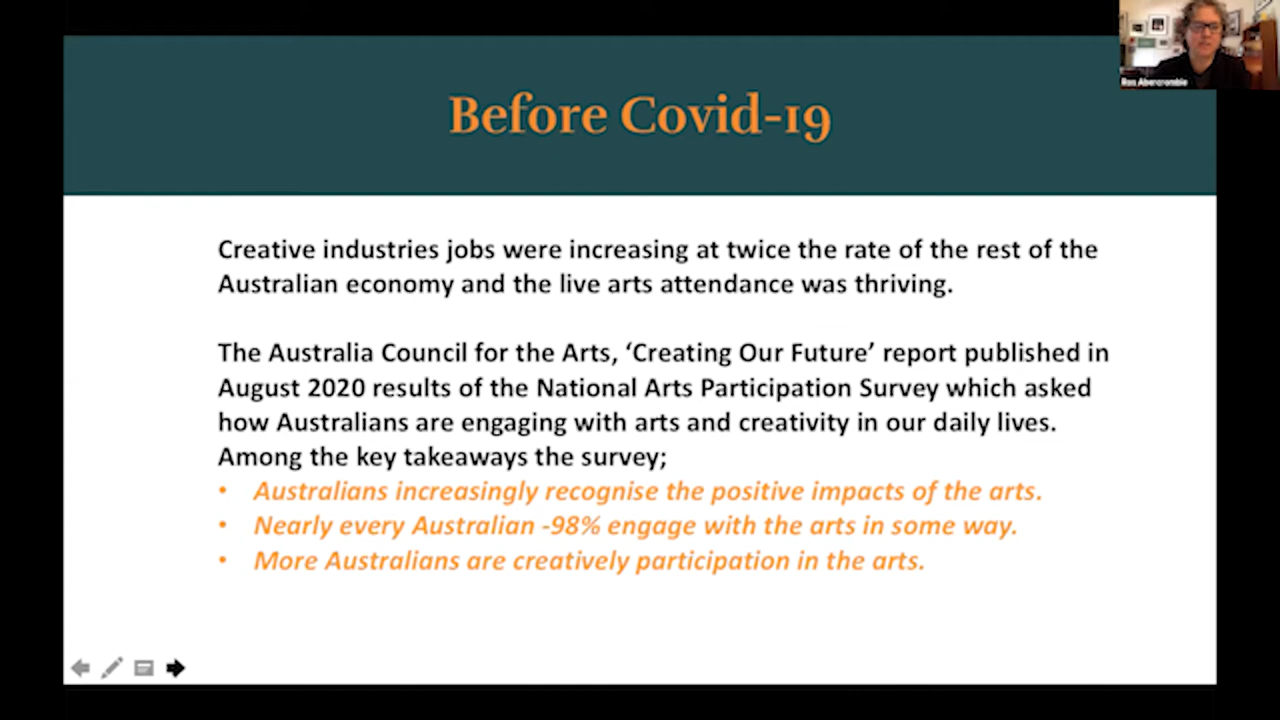 Before Covid-19
Ron Abercrombie
Creative industries jobs were increasing at twice the rate of the rest of the
Australian economy and the live arts attendance was thriving.
The Australia Council for the Arts, ‘Creating Our Future’ report published in
August 2020 results of the National Arts Participation Survey which asked
how Australians are engaging with arts and creativity in our daily lives.
Among the key takeaways the survey;
• Australians increasingly recognise the positive impacts of the arts.
• Nearly every Australian -98% engage with the arts in some way.
• More Australians are creatively participation in the arts.